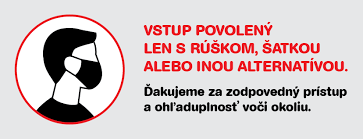 VSTUP POVOLENÝ
LEN S RÚŠKOM, ŠATKOU
ALEBO INOU ALTERNATÍVOU.
Ďakujeme za zodpovedný prístup
a ohľaduplnosť voči okoliu.